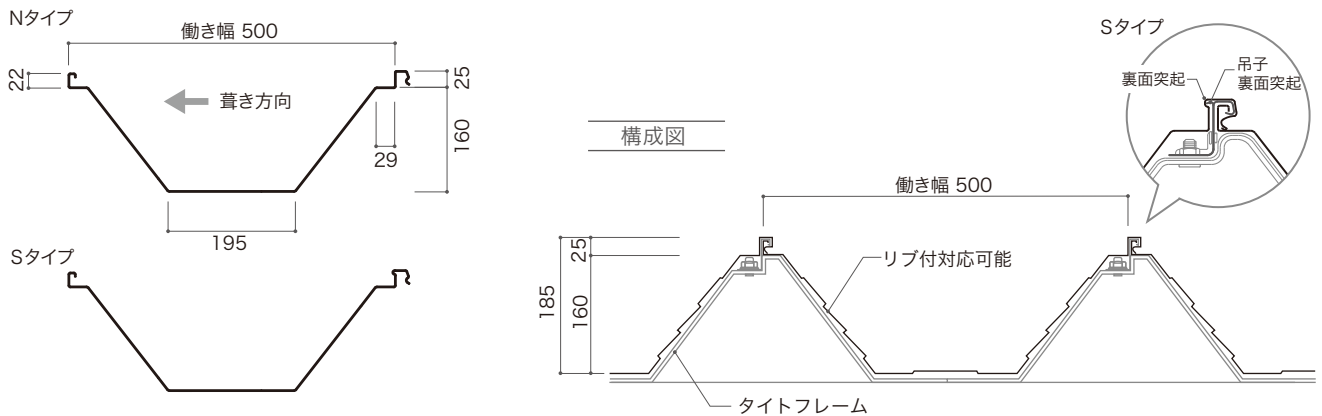 Nタイプ
働き幅 500
22
25
葺き方向
160
29
195
Sタイプ
構成図
Sタイプ
吊子
裏面突起
裏面突起
働き幅 500
25
リブ付対応可能
185
160
タイトフレーム